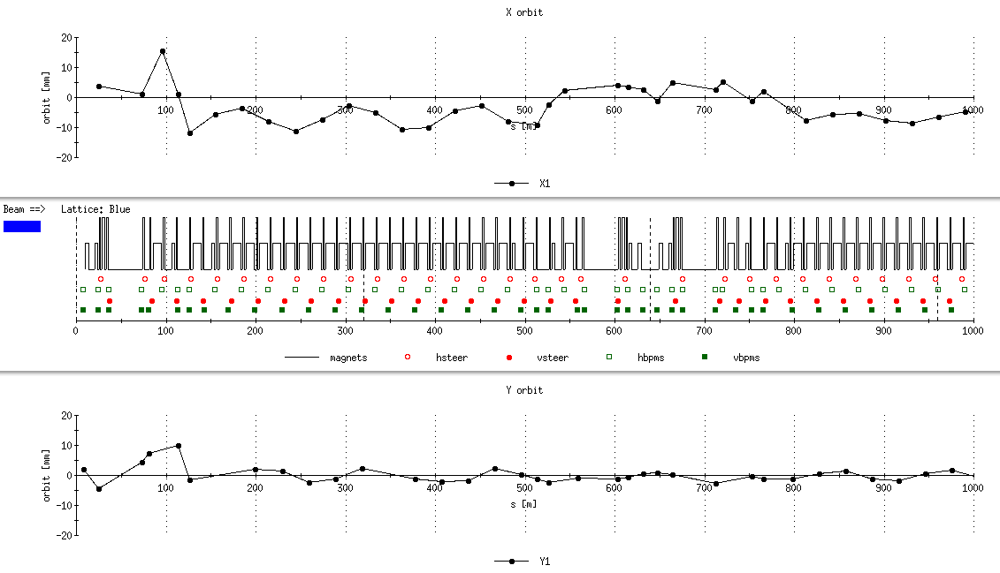 X orbit
20
10
0
-10
-20
orbit [mm]
100 200 300 400 500 600 700 800 900 1000
s [m]
X1
Beam ==> Lattice: Blue
0 100 200 300 400 500 600 700 800 900 1000
magnets hsteer vsteer hbpms vbpms
Y orbit
20
10
0
-10
-20
orbit [mm]
100 200 300 400 500 600 700 800 900 1000
s [m]
Y1